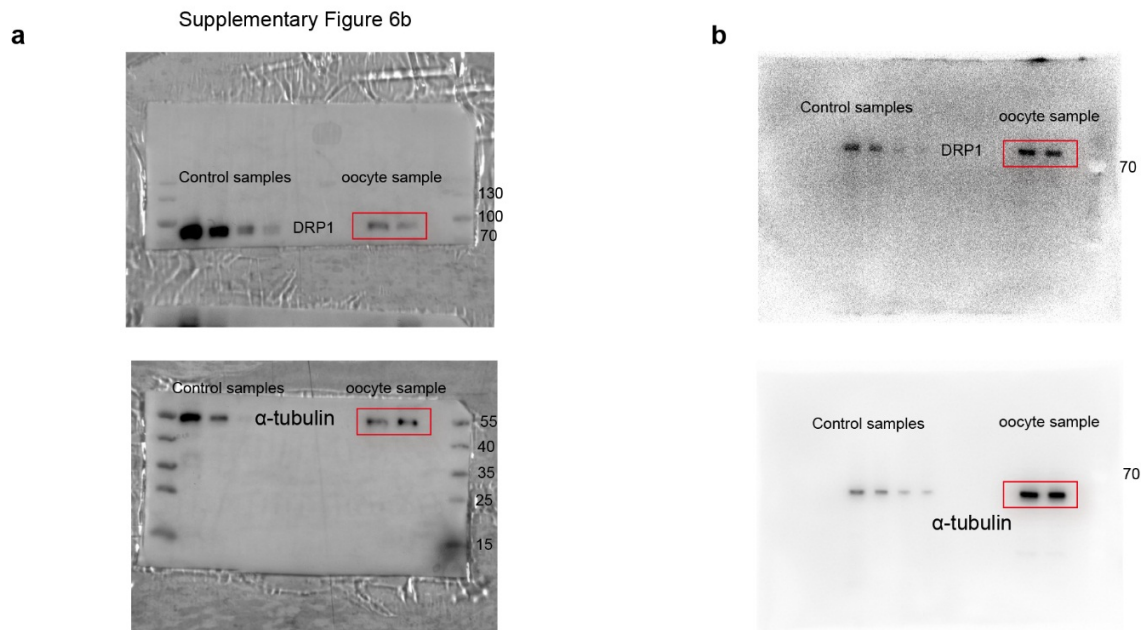 Supplementary Figure 6b
a
Control samples
oocyte sample
DRP1
130
100
70
Control samples
oocyte sample
α-tubulin
55
40
35
25
15
b
Control samples
oocyte sample
DRP1
70
Control samples
oocyte sample
70
α-tubulin